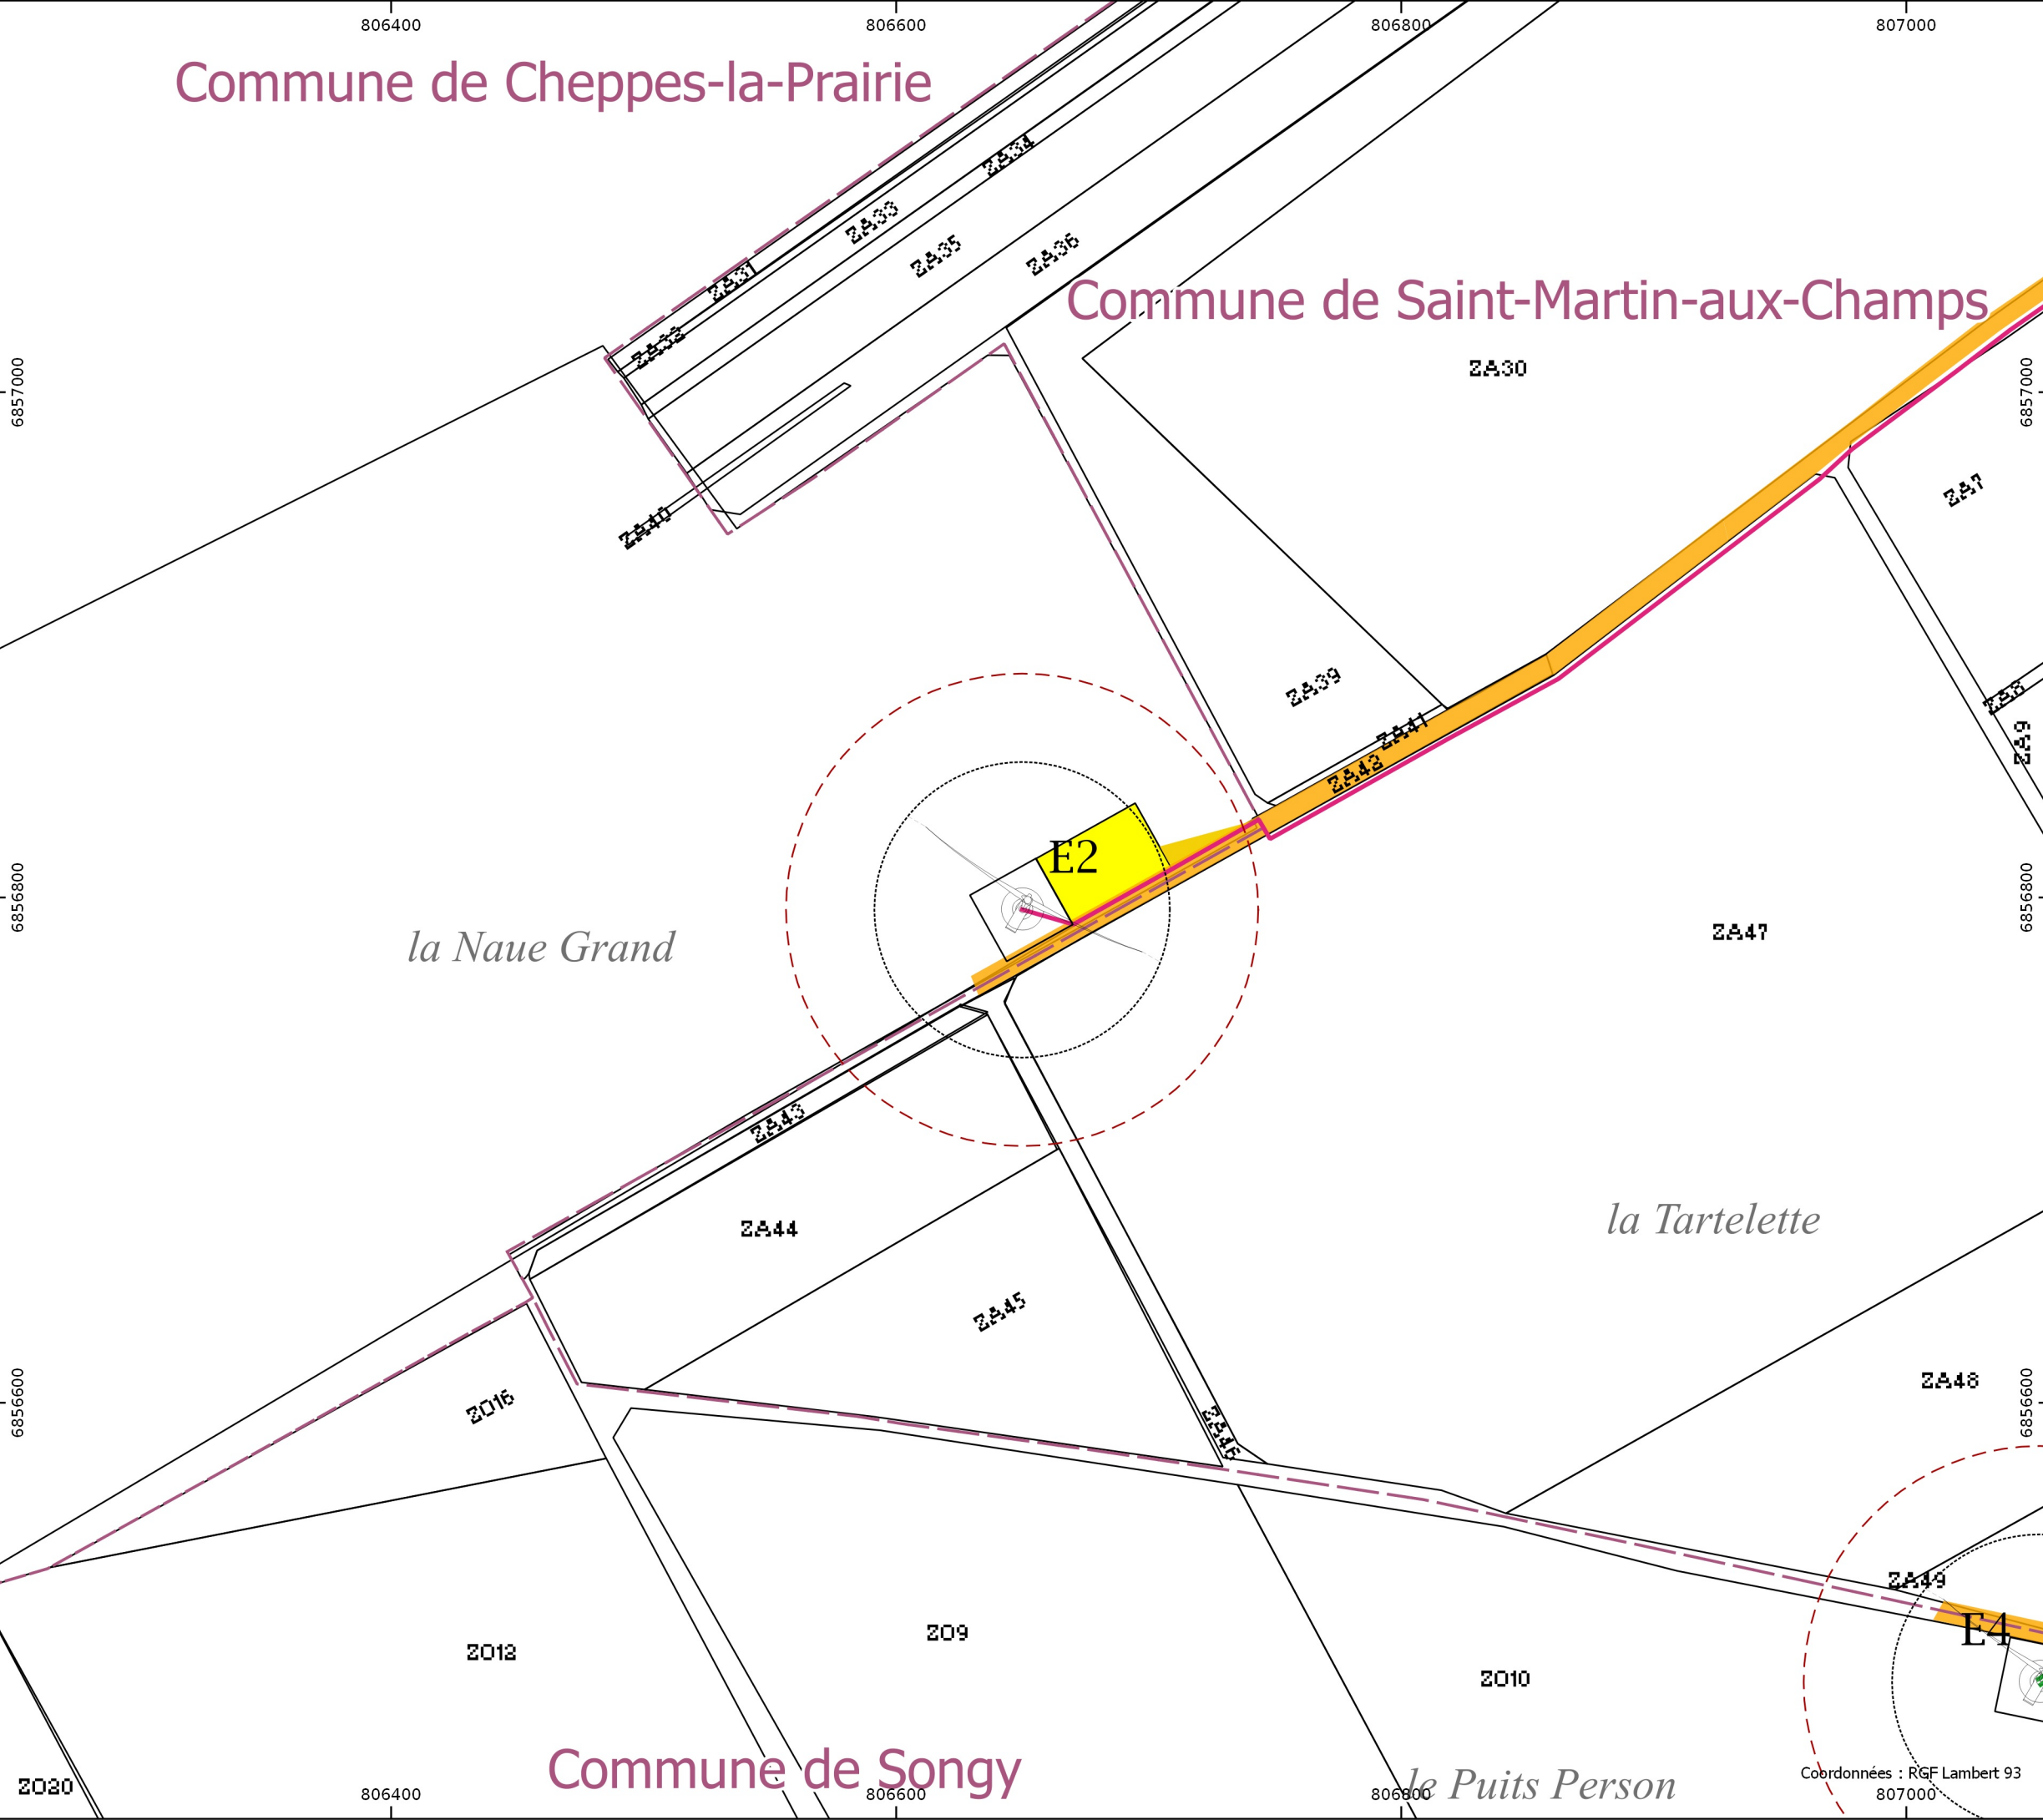 806400
806600
806800
807000
Commune de Cheppes-la-Prairie
ZA34
ZA33
ZA35
ZA36
ZA31
Commune de Saint-Martin-aux-Champs
ZA32
ZA30
6857000
6857000
ZA7
ZA40
ZA39
ZA8
ZA41
ZA9
ZA42
E2
6856800
6856800
la Naue Grand
ZA47
ZA43
la Tartelette
ZA44
ZA45
ZA48
6856600
6856600
ZO16
ZA46
ZA49
E4
ZO9
ZO12
ZO10
Commune de Songy
Coordonnées : RGF Lambert 93
ZO20
le Puits Person
806400
806600
806800
807000